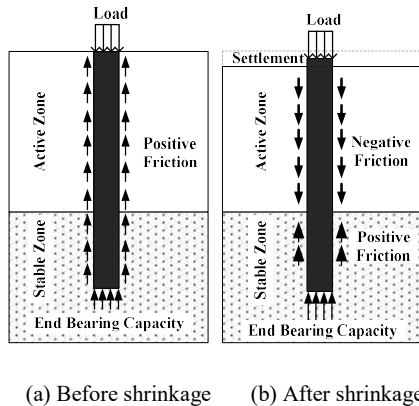 Load
Active Zone
Positive
Friction
Stable Zone
End Bearing Capacity
(a) Before shrinkage
Load
Settlement
Active Zone
Negative
Friction
Stable Zone
Positive
Friction
End Bearing Capacity
(b) After shrinkage